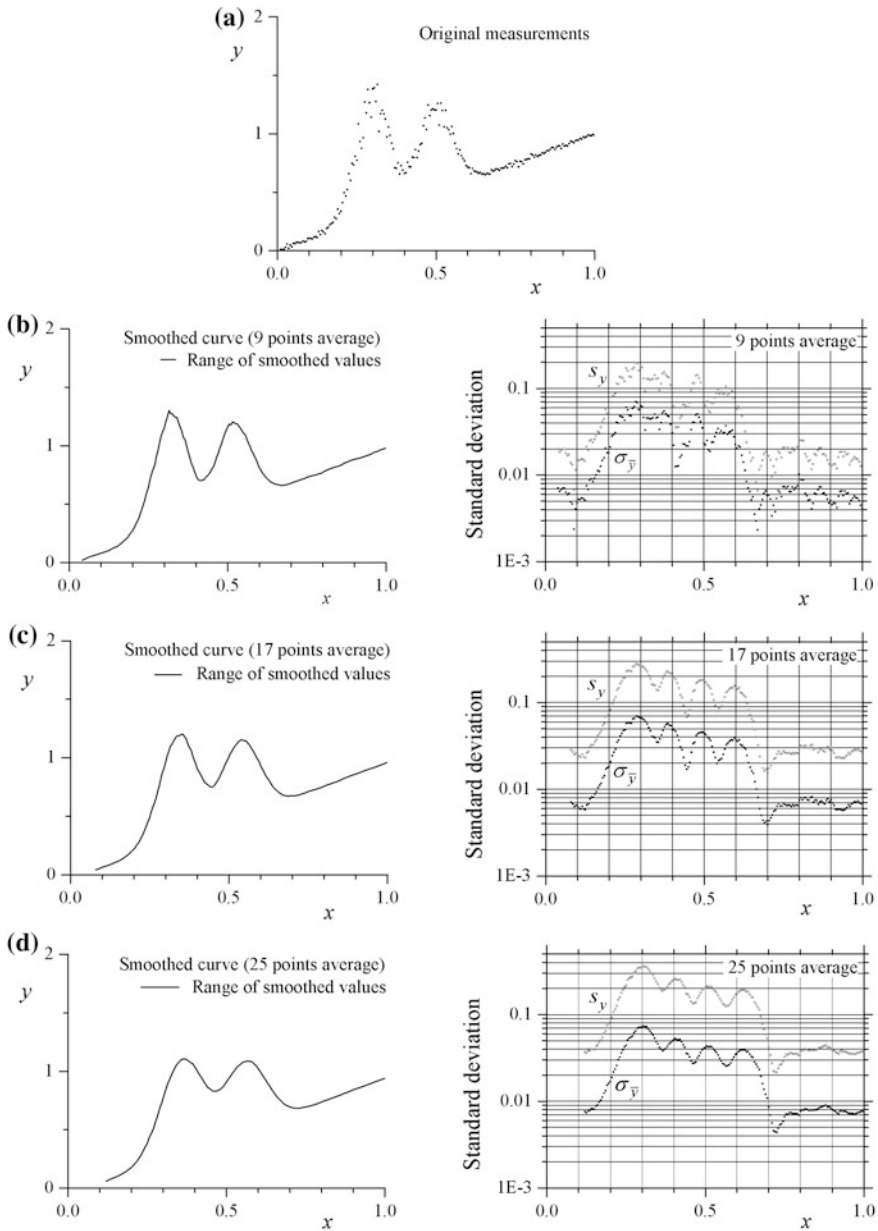 (a)
2
Original measurements
y
1
0
0.0
0.5
1.0
x
(b)
2
Smoothed curve (9 points average)
Range of smoothed values
y
1
0
0.0
0.5
1.0
x
9 points average
s_y
0.1
Standard deviation
σ_ȳ
0.01
1E-3
0.0
0.5
1.0
x
(c)
2
Smoothed curve (17 points average)
Range of smoothed values
y
1
0
0.0
0.5
1.0
x
17 points average
s_y
0.1
Standard deviation
σ_ȳ
0.01
1E-3
0.0
0.5
1.0
x
(d)
2
Smoothed curve (25 points average)
Range of smoothed values
y
1
0
0.0
0.5
1.0
x
25 points average
s_y
0.1
Standard deviation
σ_ȳ
0.01
1E-3
0.0
0.5
1.0
x